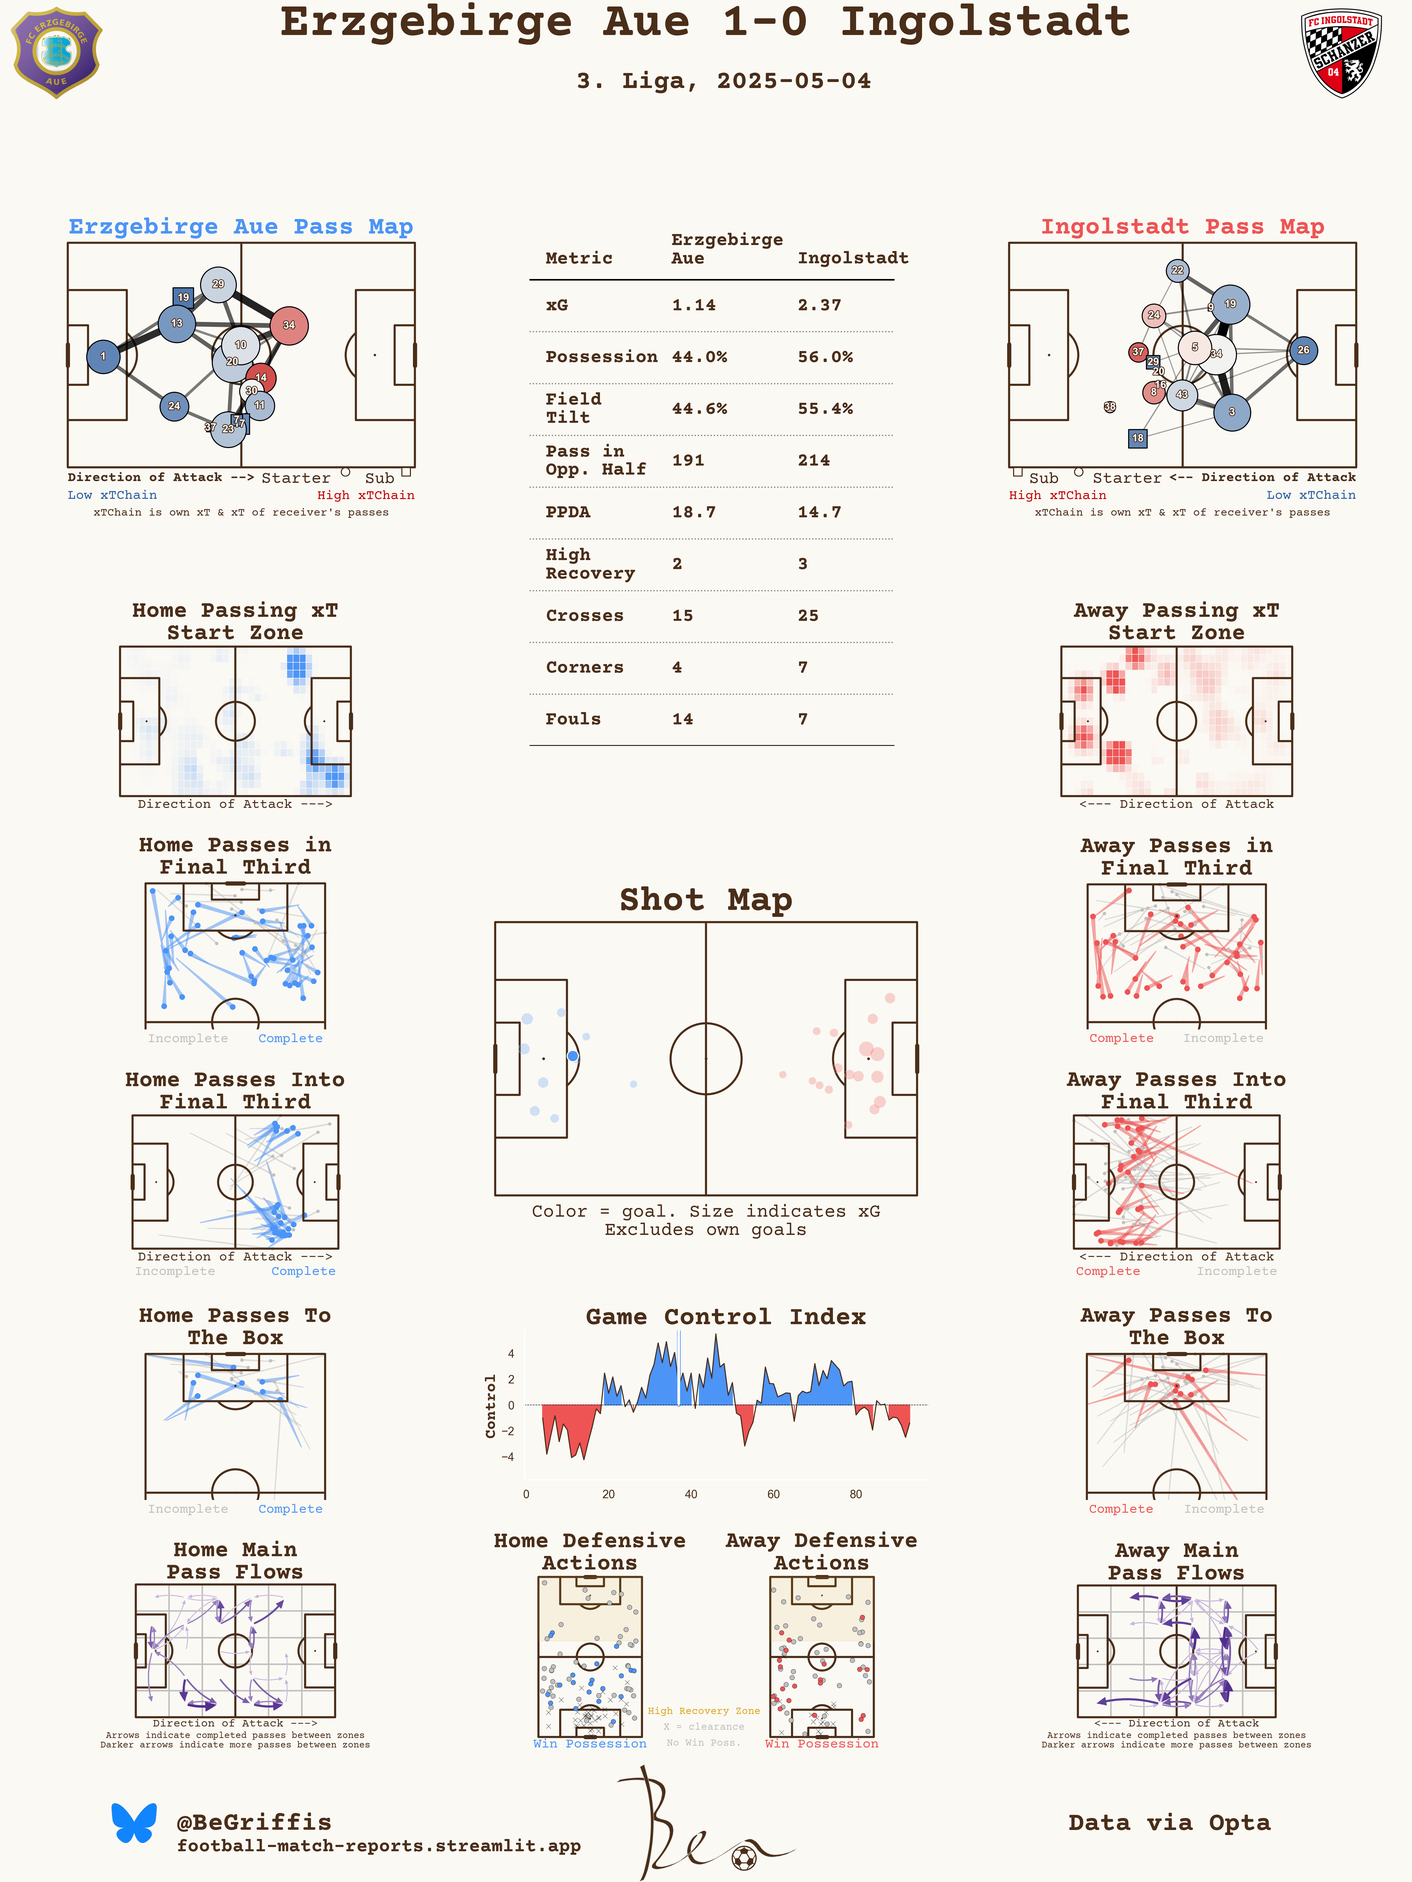 Erzgebirge Aue 1-0 Ingolstadt
3. Liga, 2025-05-04
FC ERZGEBIRGE
AUE
FC INGOLSTADT
SCHANZER
04
Erzgebirge Aue Pass Map
19
29
13
34
1
10
20
14
30
11
24
37
23
7
17
Direction of Attack --> Starter Sub
Low xTChain High xTChain
xTChain is own xT & xT of receiver's passes
Metric Erzgebirge Aue Ingolstadt
xG 1.14 2.37
Possession 44.0% 56.0%
Field Tilt 44.6% 55.4%
Pass in Opp. Half 191 214
PPDA 18.7 14.7
High Recovery 2 3
Crosses 15 25
Corners 4 7
Fouls 14 7
Ingolstadt Pass Map
22
9
19
24
37
29
20
5
34
26
16
8
43
38
3
18
Sub Starter <-- Direction of Attack
High xTChain Low xTChain
xTChain is own xT & xT of receiver's passes
Home Passing xT
Start Zone
Direction of Attack --->
Away Passing xT
Start Zone
<--- Direction of Attack
Home Passes in
Final Third
Incomplete Complete
Away Passes in
Final Third
Complete Incomplete
Shot Map
Color = goal. Size indicates xG
Excludes own goals
Home Passes Into
Final Third
Direction of Attack --->
Incomplete Complete
Away Passes Into
Final Third
<--- Direction of Attack
Complete Incomplete
Home Passes To
The Box
Incomplete Complete
Game Control Index
Control
4
2
0
−2
−4
0 20 40 60 80
Away Passes To
The Box
Complete Incomplete
Home Main
Pass Flows
Direction of Attack --->
Arrows indicate completed passes between zones
Darker arrows indicate more passes between zones
Home Defensive
Actions
Win Possession
High Recovery Zone
X = clearance
No Win Poss.
Away Defensive
Actions
Win Possession
Away Main
Pass Flows
<--- Direction of Attack
Arrows indicate completed passes between zones
Darker arrows indicate more passes between zones
@BeGriffis
football-match-reports.streamlit.app
Ben
Data via Opta